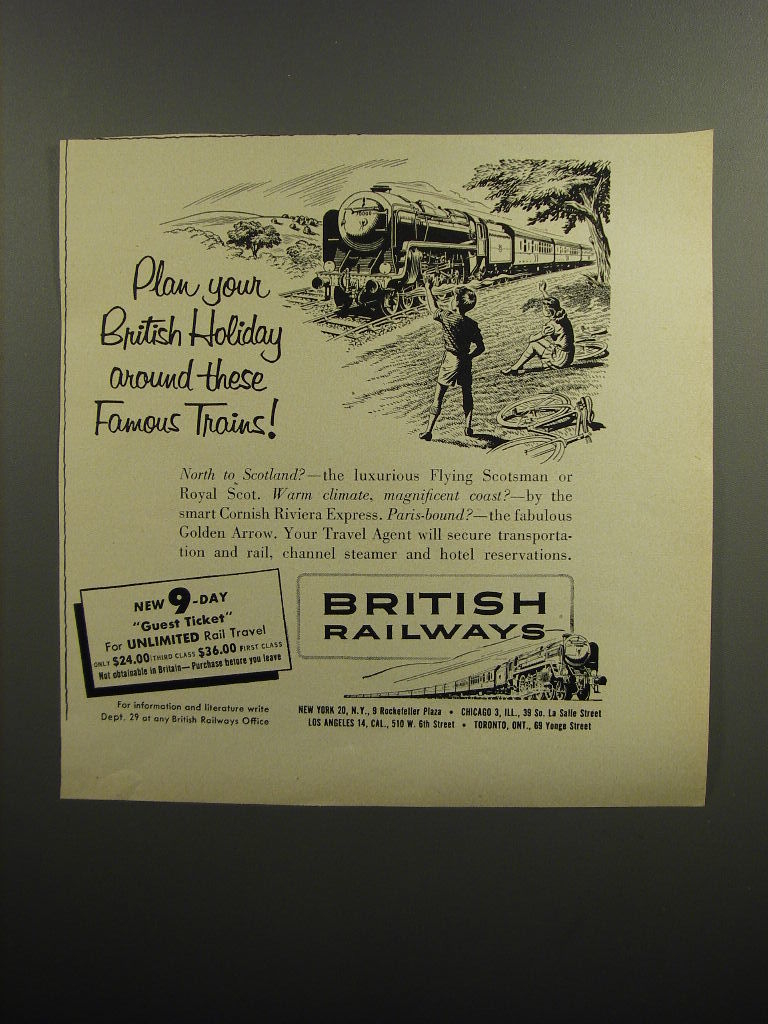 70004
Plan your
British Holiday
around these
Famous Trains!
North to Scotland?—the luxurious Flying Scotsman or
Royal Scot. Warm climate, magnificent coast?—by the
smart Cornish Riviera Express. Paris-bound?—the fabulous
Golden Arrow. Your Travel Agent will secure transporta-
tion and rail, channel steamer and hotel reservations.
NEW 9-DAY
"Guest Ticket"
For UNLIMITED Rail Travel
ONLY $24.00 THIRD CLASS $36.00 FIRST CLASS
Not obtainable in Britain—Purchase before you leave
For information and literature write
Dept. 29 at any British Railways Office
BRITISH
RAILWAYS
NEW YORK 20, N.Y., 9 Rockefeller Plaza • CHICAGO 3, ILL., 39 So. La Salle Street
LOS ANGELES 14, CAL., 510 W. 6th Street • TORONTO, ONT., 69 Yonge Street